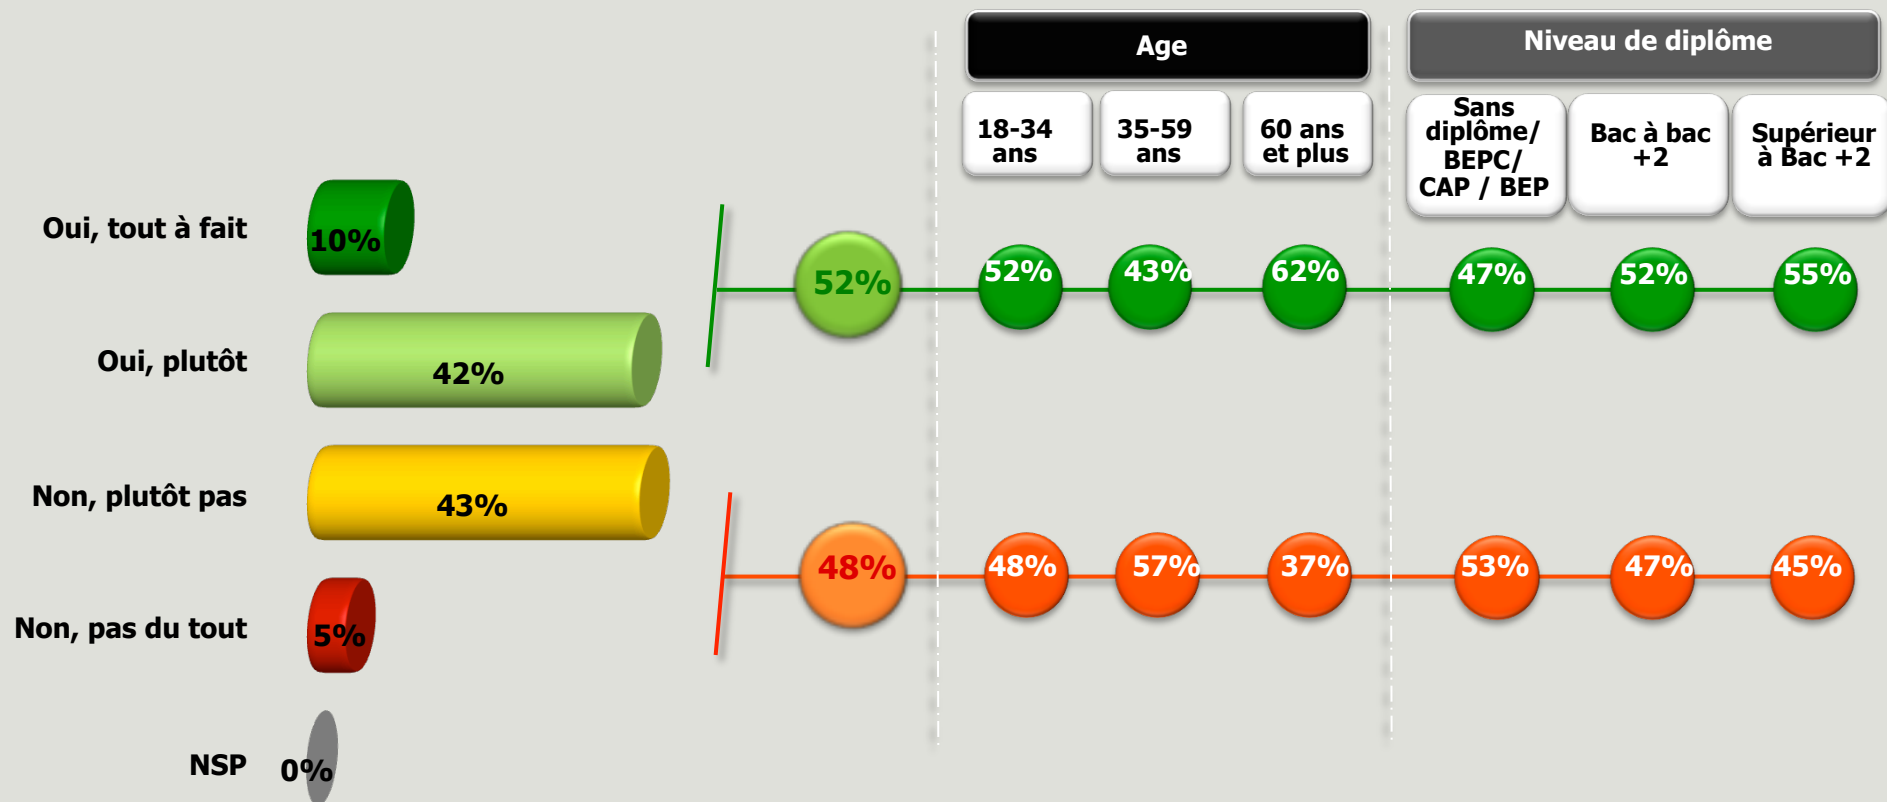 Age
Niveau de diplôme
18-34
ans
35-59
ans
60 ans
et plus
Sans
diplôme/
BEPC/
CAP / BEP
Bac à bac
+2
Supérieur
à Bac +2
Oui, tout à fait
10%
52%
52%
43%
62%
47%
52%
55%
Oui, plutôt
42%
Non, plutôt pas
43%
48%
48%
57%
37%
53%
47%
45%
Non, pas du tout
5%
NSP
0%